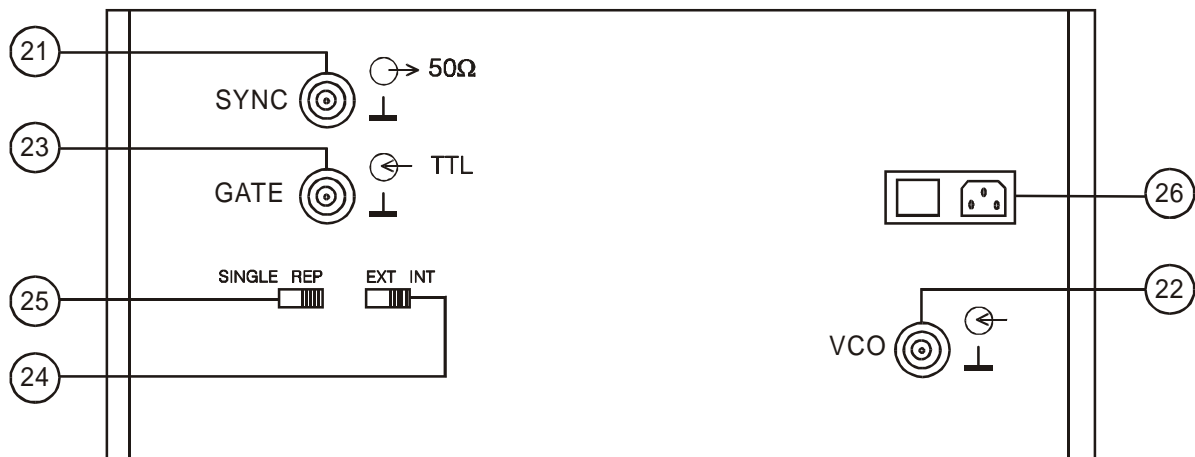 21
50Ω
SYNC
23
TTL
GATE
26
SINGLE REP EXT INT
25
22
VCO
24